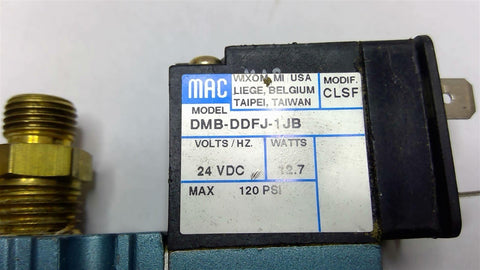 MAC
WIXOM, MI USA
LIEGE, BELGIUM
TAIPEI, TAIWAN
MODIF.
CLSF
MODEL
DMB-DDFJ-1JB
VOLTS/HZ. WATTS
24 VDC 12.7
MAX 120 PSI